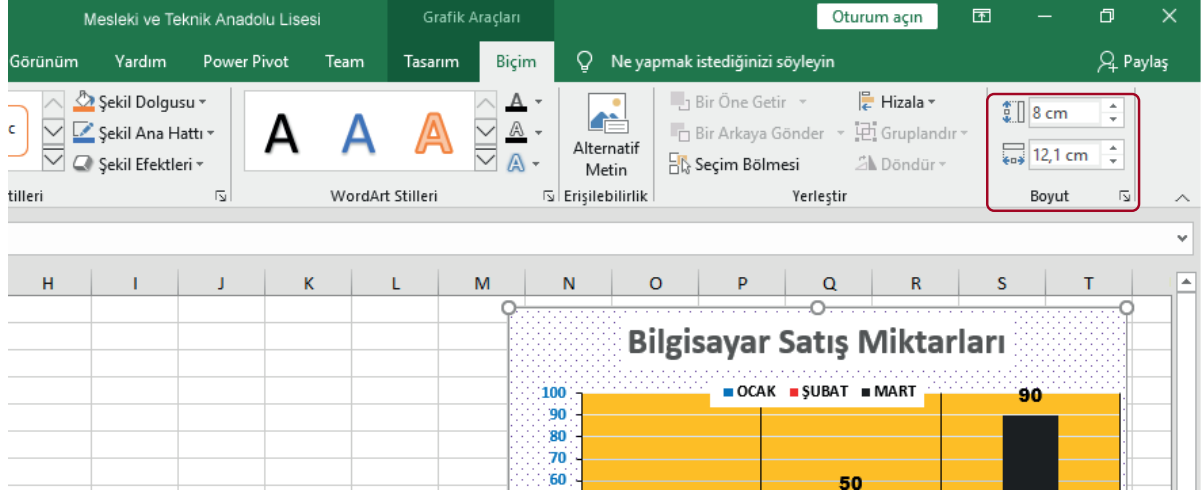 Mesleki ve Teknik Anadolu Lisesi
Grafik Araçları
Oturum açın
Görünüm Yardım Power Pivot Team Tasarım Biçim Ne yapmak istediğinizi söyleyin Paylaş
c
Şekil Dolgusu
Şekil Ana Hattı
Şekil Efektleri
tilleri
A A A
WordArt Stilleri
A
A
A
Alternatif
Metin
Erişilebilirlik
Bir Öne Getir
Bir Arkaya Gönder
Seçim Bölmesi
Hizala
Gruplandır
Döndür
Yerleştir
8 cm
12,1 cm
Boyut
H I J K L M N O P Q R S T
Bilgisayar Satış Miktarları
OCAK ŞUBAT MART
100
90
80
70
60
90
50